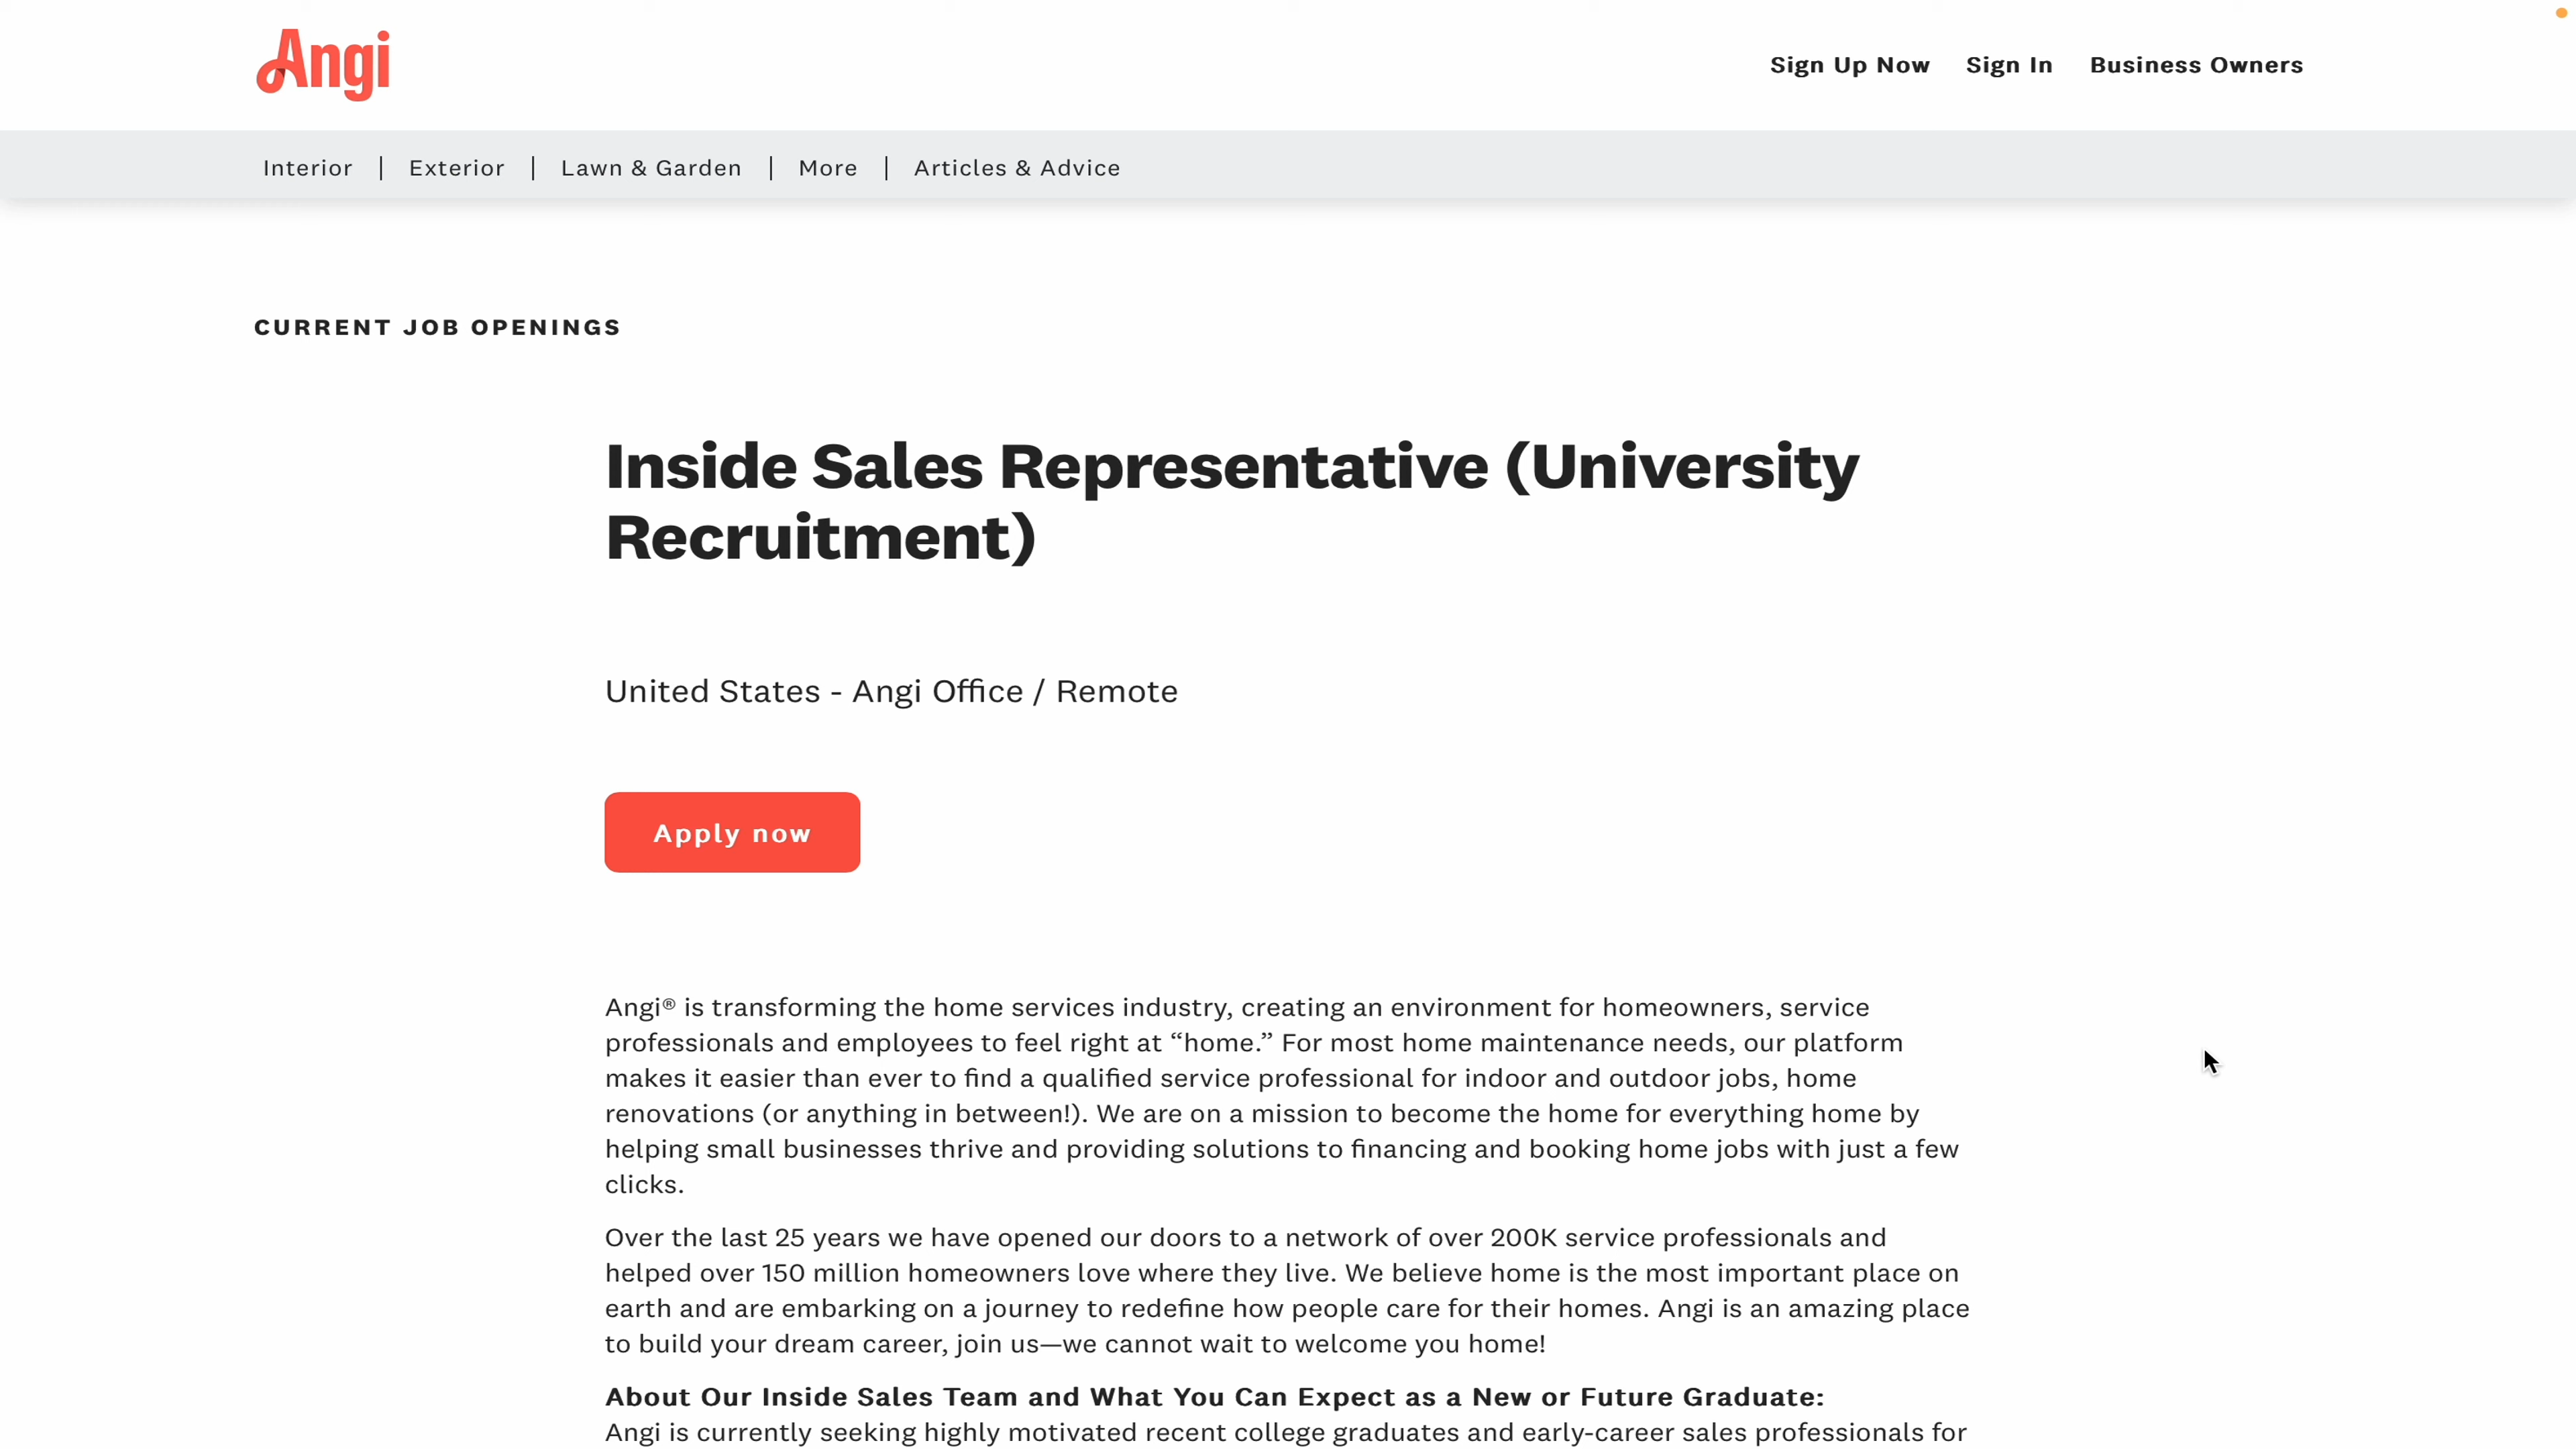 Angi
Sign Up Now Sign In Business Owners
Interior | Exterior | Lawn & Garden | More | Articles & Advice
CURRENT JOB OPENINGS
Inside Sales Representative (University
Recruitment)
United States - Angi Office / Remote
Apply now
Angi® is transforming the home services industry, creating an environment for homeowners, service
professionals and employees to feel right at “home.” For most home maintenance needs, our platform
makes it easier than ever to find a qualified service professional for indoor and outdoor jobs, home
renovations (or anything in between!). We are on a mission to become the home for everything home by
helping small businesses thrive and providing solutions to financing and booking home jobs with just a few
clicks.
Over the last 25 years we have opened our doors to a network of over 200K service professionals and
helped over 150 million homeowners love where they live. We believe home is the most important place on
earth and are embarking on a journey to redefine how people care for their homes. Angi is an amazing place
to build your dream career, join us—we cannot wait to welcome you home!
About Our Inside Sales Team and What You Can Expect as a New or Future Graduate:
Angi is currently seeking highly motivated recent college graduates and early-career sales professionals for